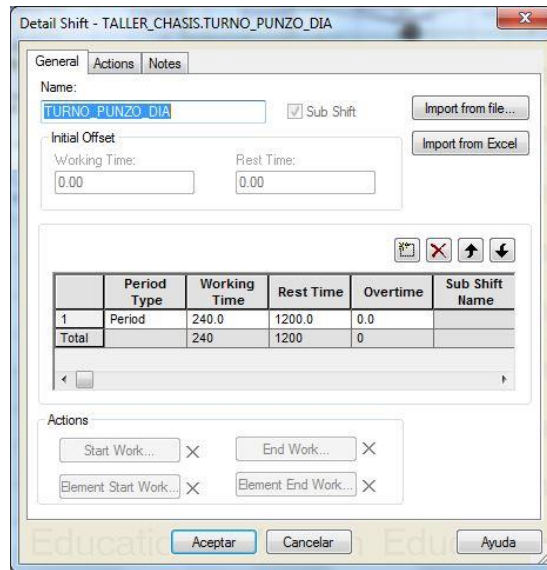 Detail Shift - TALLER_CHASIS.TURNO_PUNZO_DIA
General Actions Notes
Name:
TURNO_PUNZO_DIA
Sub Shift
Import from file...
Initial Offset
Import from Excel
Working Time: Rest Time:
0.00 0.00
Period Type Working Time Rest Time Overtime Sub Shift Name
1 Period 240.0 1200.0 0.0
Total 240 1200 0
Actions
Start Work... End Work...
Element Start Work... Element End Work...
Aceptar Cancelar Ayuda